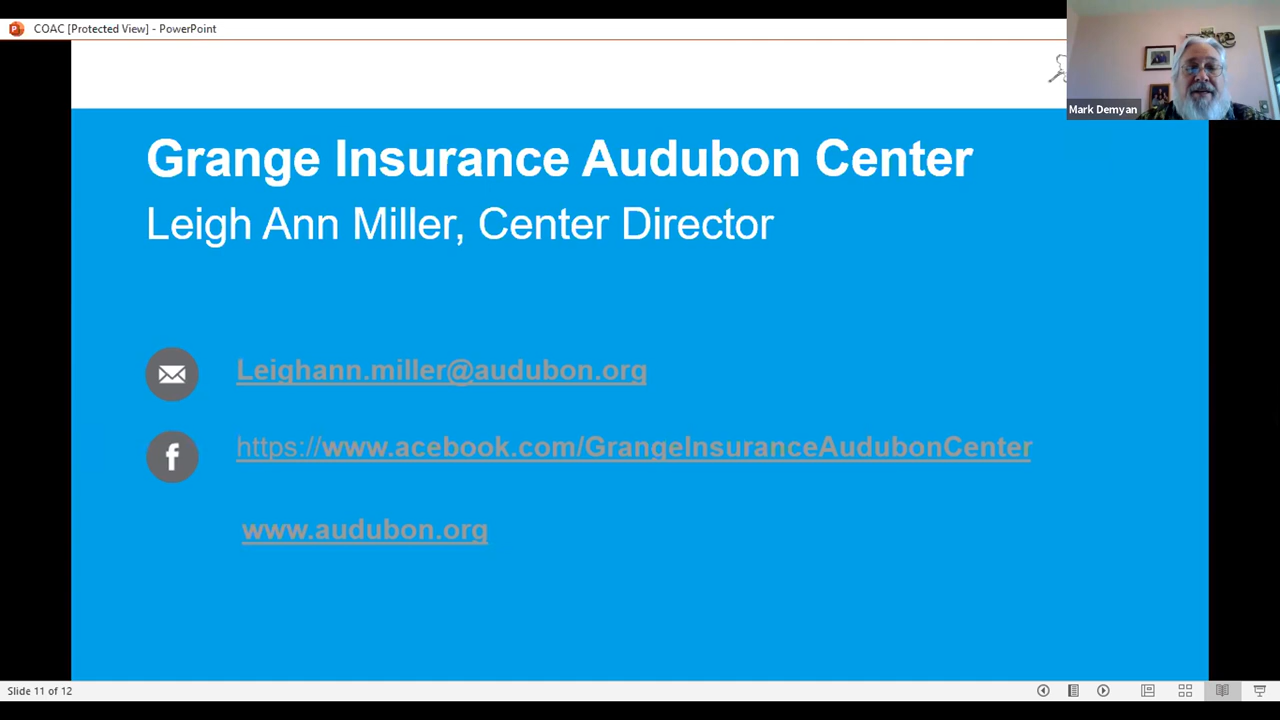 COAC [Protected View] - PowerPoint
Mark Demyan
Grange Insurance Audubon Center
Leigh Ann Miller, Center Director
Leighann.miller@audubon.org
https://www.acebook.com/GrangeInsuranceAudubonCenter
www.audubon.org
Slide 11 of 12